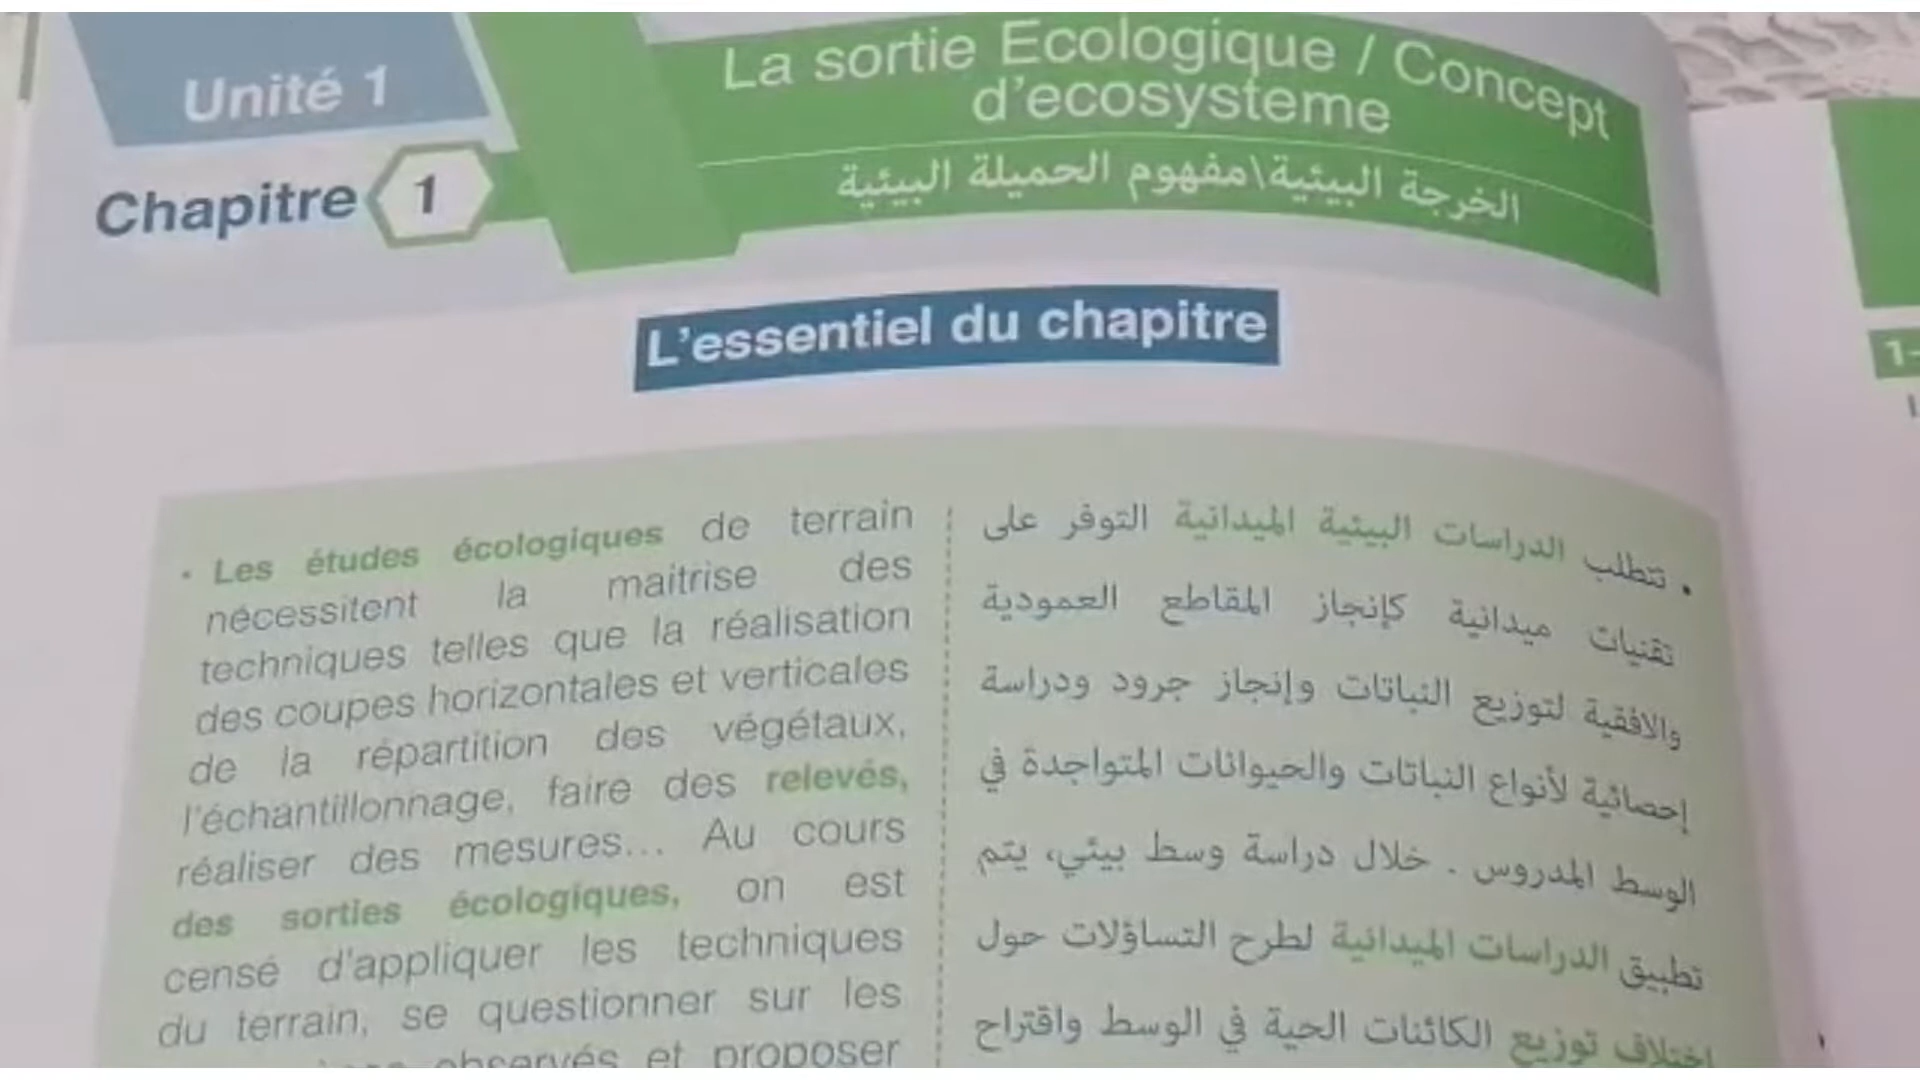 Unité 1
Chapitre 1
La sortie Ecologique / Concept
d'ecosysteme
الخرجة البيئية\مفهوم الحميلة البيئية
L'essentiel du chapitre
• Les études écologiques de terrain
nécessitent la maitrise des
techniques telles que la réalisation
des coupes horizontales et verticales
de la répartition des végétaux,
l'échantillonnage, faire des relevés,
réaliser des mesures... Au cours
des sorties écologiques, on est
censé d'appliquer les techniques
du terrain, se questionner sur les
observés et proposer
• تتطلب الدراسات البيئية الميدانية التوفر على
تقنيات ميدانية كإنجاز المقاطع العمودية
والافقية لتوزيع النباتات وإنجاز جرود ودراسة
إحصائية لأنواع النباتات والحيوانات المتواجدة في
الوسط المدروس . خلال دراسة وسط بيئي، يتم
تطبيق الدراسات الميدانية لطرح التساؤلات حول
اختلاف توزيع الكائنات الحية في الوسط واقتراح
1-